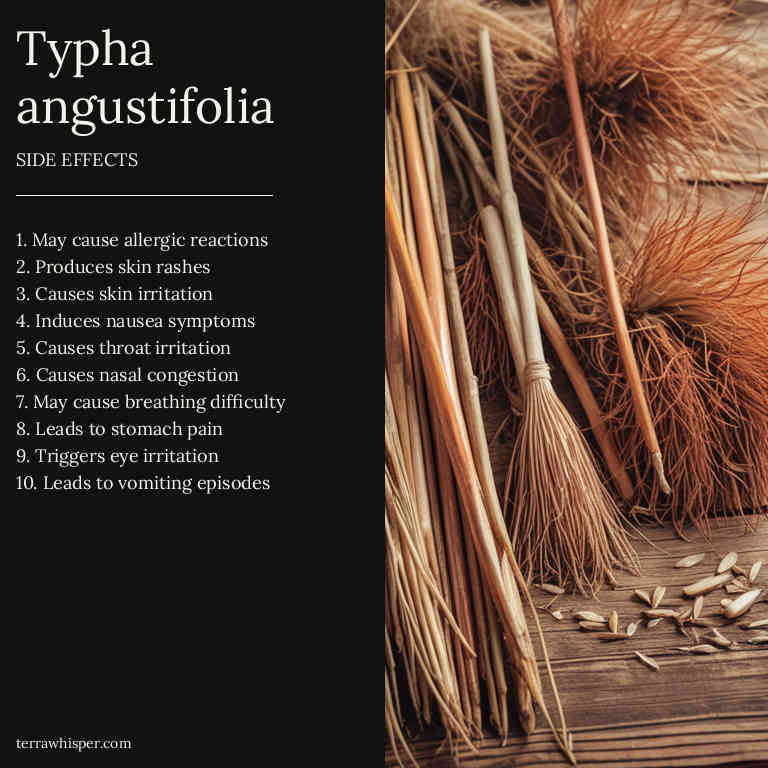 Typha
angustifolia
SIDE EFFECTS
1. May cause allergic reactions
2. Produces skin rashes
3. Causes skin irritation
4. Induces nausea symptoms
5. Causes throat irritation
6. Causes nasal congestion
7. May cause breathing difficulty
8. Leads to stomach pain
9. Triggers eye irritation
10. Leads to vomiting episodes
terrawhisper.com